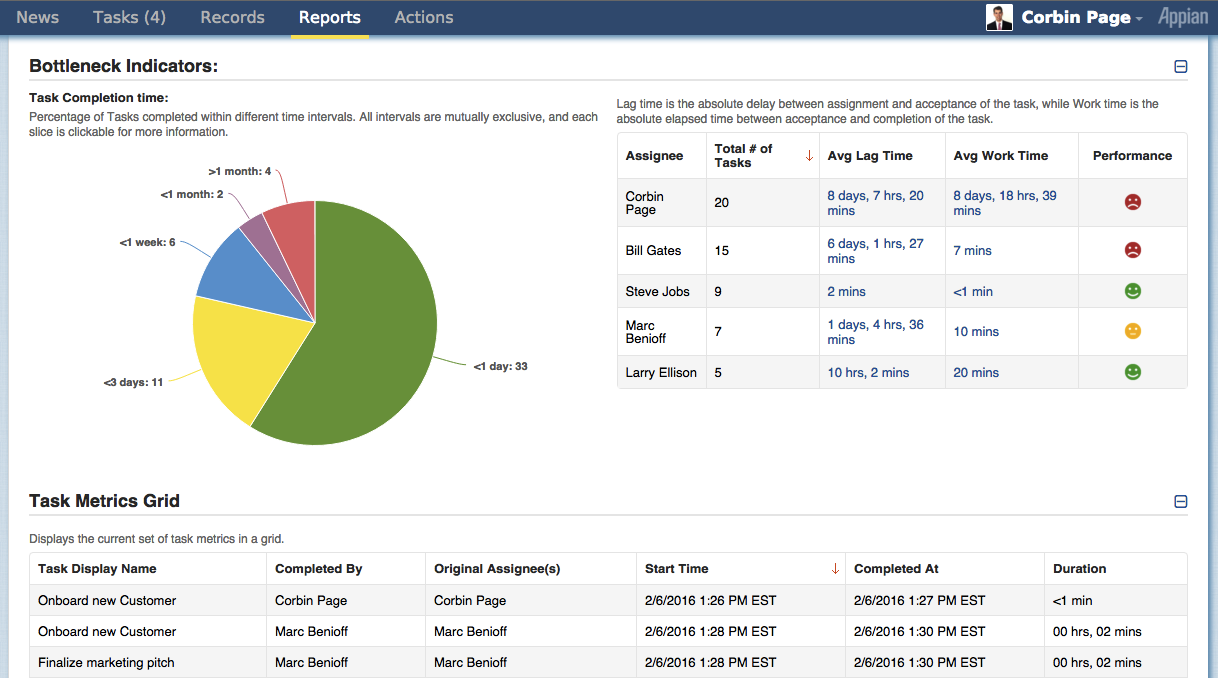 News Tasks (4) Records Reports Actions Corbin Page Appian
Bottleneck Indicators:
Task Completion time:
Percentage of Tasks completed within different time intervals. All intervals are mutually exclusive, and each
slice is clickable for more information.
>1 month: 4
<1 month: 2
<1 week: 6
<3 days: 11
<1 day: 33
Lag time is the absolute delay between assignment and acceptance of the task, while Work time is the
absolute elapsed time between acceptance and completion of the task.
Assignee Total # of Tasks Avg Lag Time Avg Work Time Performance
Corbin Page 20 8 days, 7 hrs, 20 mins 8 days, 18 hrs, 39 mins
Bill Gates 15 6 days, 1 hrs, 27 mins 7 mins
Steve Jobs 9 2 mins <1 min
Marc Benioff 7 1 days, 4 hrs, 36 mins 10 mins
Larry Ellison 5 10 hrs, 2 mins 20 mins
Task Metrics Grid
Displays the current set of task metrics in a grid.
Task Display Name Completed By Original Assignee(s) Start Time Completed At Duration
Onboard new Customer Corbin Page Corbin Page 2/6/2016 1:26 PM EST 2/6/2016 1:27 PM EST <1 min
Onboard new Customer Marc Benioff Marc Benioff 2/6/2016 1:28 PM EST 2/6/2016 1:30 PM EST 00 hrs, 02 mins
Finalize marketing pitch Marc Benioff Marc Benioff 2/6/2016 1:28 PM EST 2/6/2016 1:30 PM EST 00 hrs, 02 mins